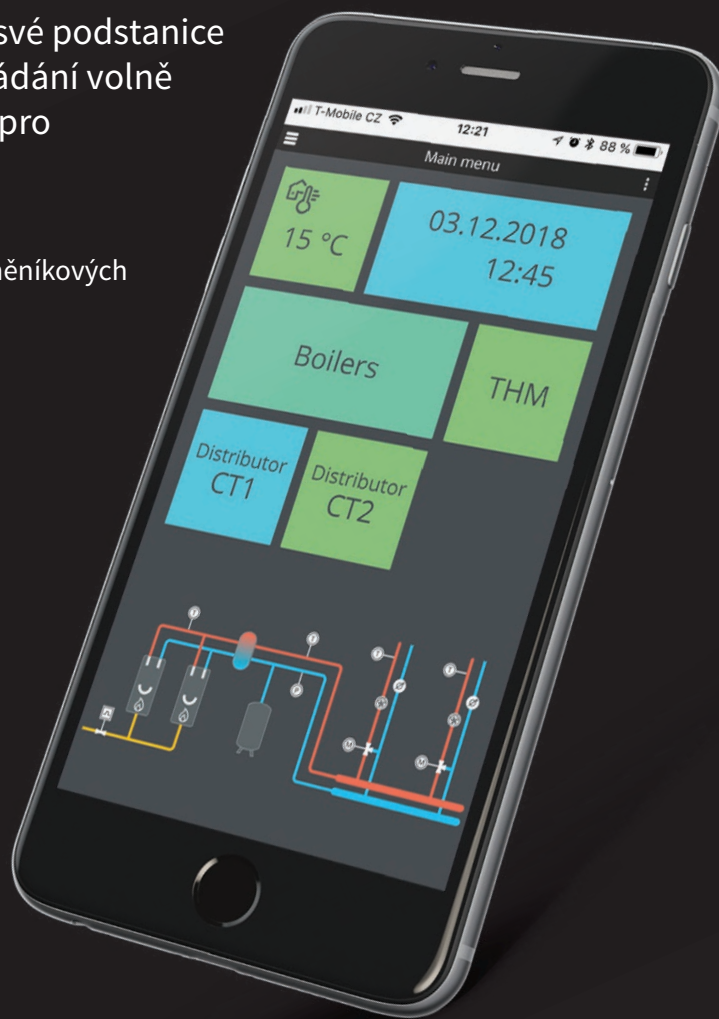 své podstanice
ádání volně
pro
něníkových
T-Mobile CZ 12:21 88 %
Main menu
15 °C
03.12.2018
12:45
Boilers
THM
Distributor
CT1
Distributor
CT2
T
T
P
T
T
M
M